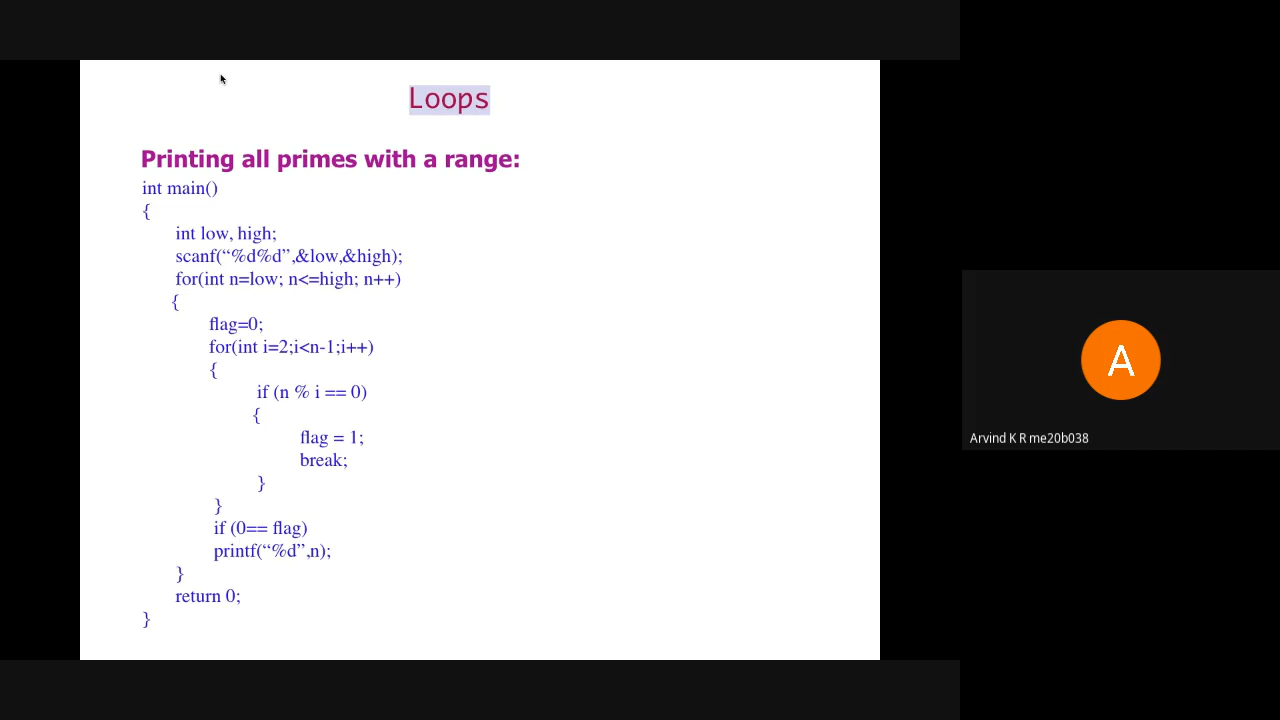 Loops
Printing all primes with a range:
int main()
{
int low, high;
scanf(“%d%d”,&low,&high);
for(int n=low; n<=high; n++)
{
flag=0;
for(int i=2;i<n-1;i++)
{
if (n % i == 0)
{
flag = 1;
break;
}
}
if (0== flag)
printf(“%d”,n);
}
return 0;
}
A
Arvind K R me20b038